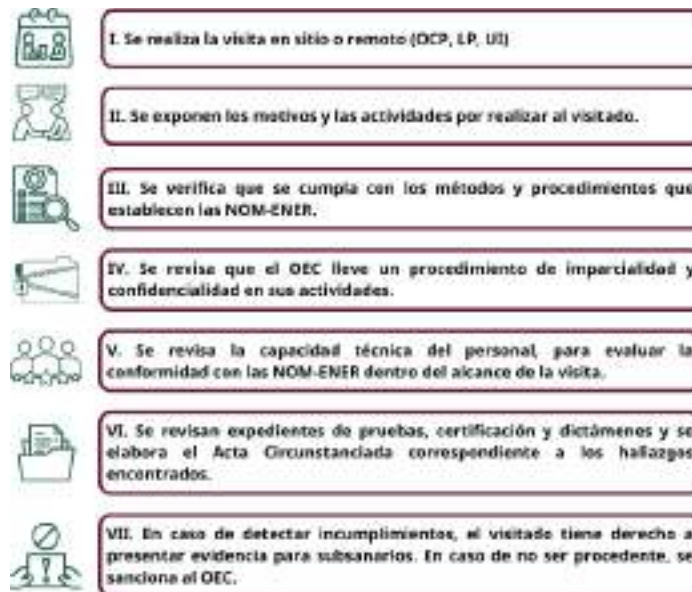 I. Se realiza la visita en sitio o remoto (OCP, LP, UI)
II. Se exponen los motivos y las actividades por realizar al visitado.
III. Se verifica que se cumpla con los métodos y procedimientos que
establecen las NOM-ENER.
IV. Se revisa que el OEC lleve un procedimiento de imparcialidad y
confidencialidad en sus actividades.
V. Se revisa la capacidad técnica del personal, para evaluar la
conformidad con las NOM-ENER dentro del alcance de la visita.
VI. Se revisan expedientes de pruebas, certificación y dictámenes y se
elabora el Acta Circunstanciada correspondiente a los hallazgos
encontrados.
VII. En caso de detectar incumplimientos, el visitado tiene derecho a
presentar evidencia para subsanarlos. En caso de no ser procedente, se
sanciona al OEC.